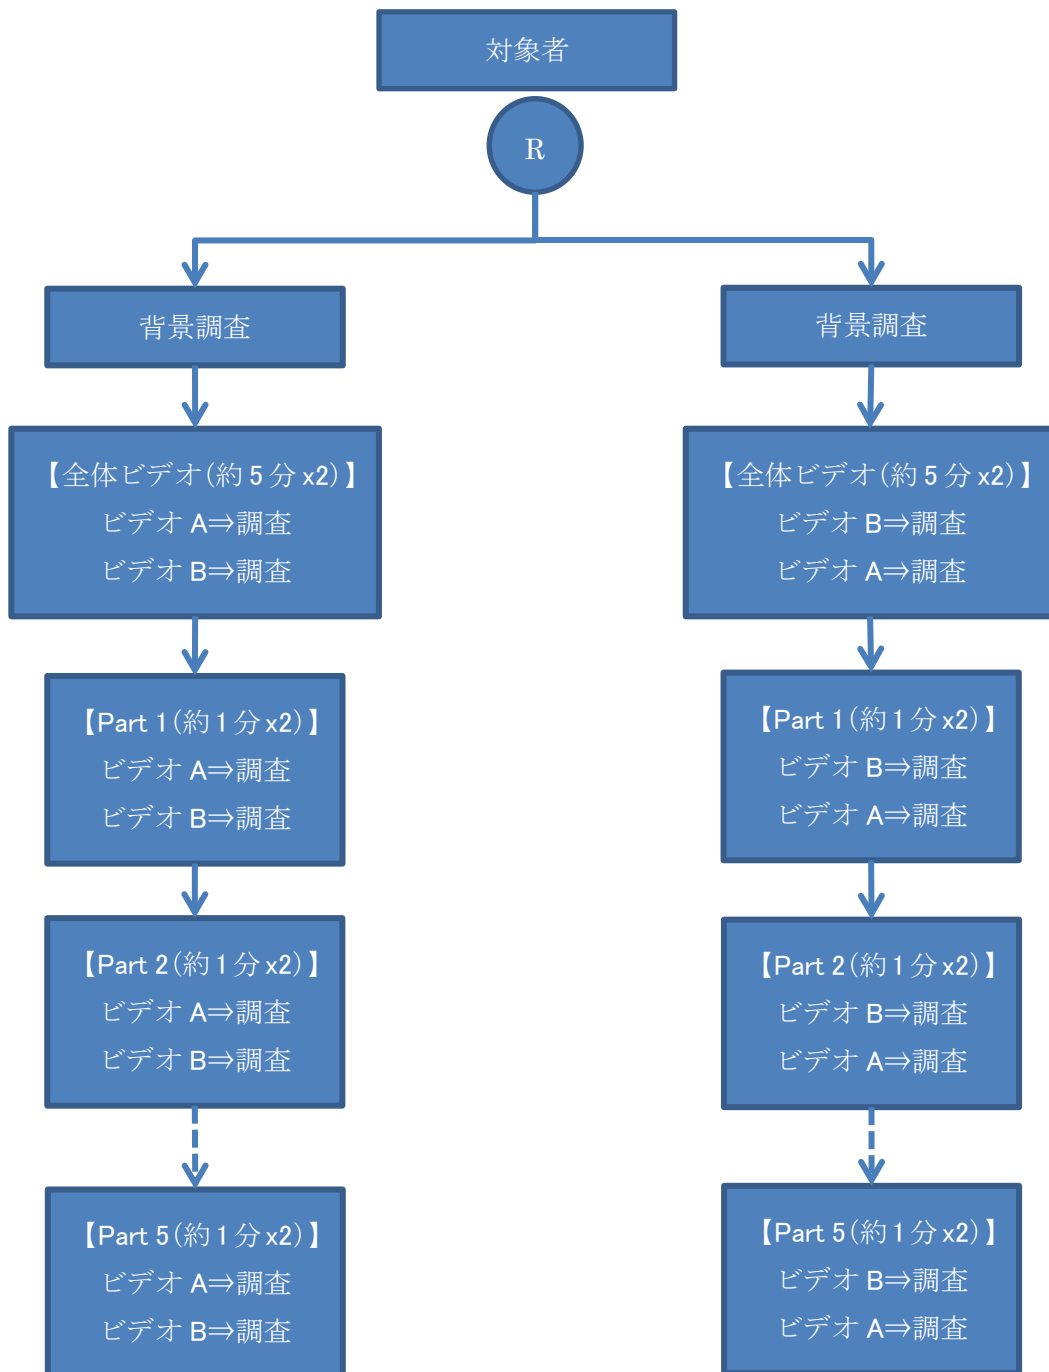 対象者
R
背景調査
【全体ビデオ(約5分x2)】
ビデオA⇒調査
ビデオB⇒調査
【Part 1(約1分x2)】
ビデオA⇒調査
ビデオB⇒調査
【Part 2(約1分x2)】
ビデオA⇒調査
ビデオB⇒調査
【Part 5(約1分x2)】
ビデオA⇒調査
ビデオB⇒調査
背景調査
【全体ビデオ(約5分x2)】
ビデオB⇒調査
ビデオA⇒調査
【Part 1(約1分x2)】
ビデオB⇒調査
ビデオA⇒調査
【Part 2(約1分x2)】
ビデオB⇒調査
ビデオA⇒調査
【Part 5(約1分x2)】
ビデオB⇒調査
ビデオA⇒調査